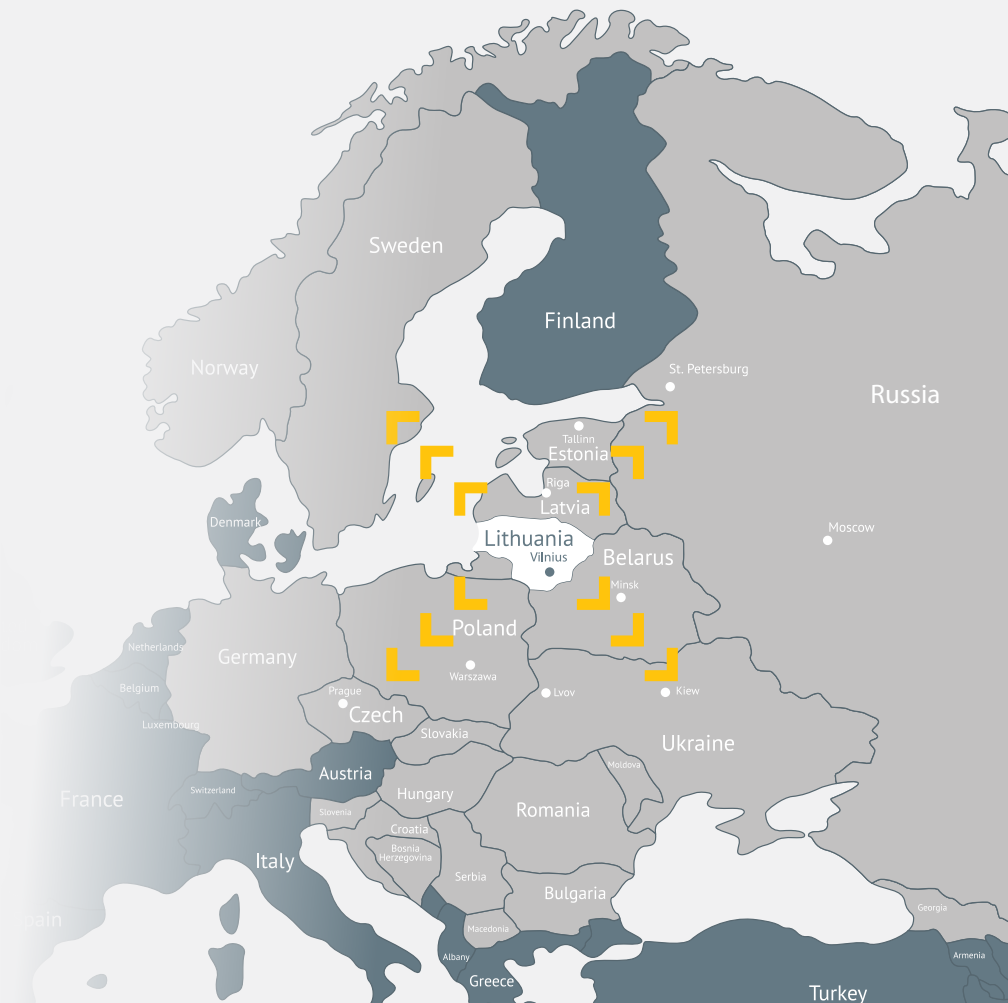 Sweden
Finland
Norway
St. Petersburg
Russia
Tallinn
Estonia
Riga
Latvia
Denmark
Moscow
Lithuania
Vilnius
Belarus
Minsk
Poland
Netherlands
Germany
Warszawa
Belgium
Prague
Lvov
Kiew
Czech
Luxembourg
Slovakia
Ukraine
Austria
Moldova
Switzerland
Hungary
France
Romania
Slovenia
Croatia
Bosnia
Herzegovina
Italy
Serbia
Bulgaria
Georgia
pain
Macedonia
Albany
Armenia
Greece
Turkey